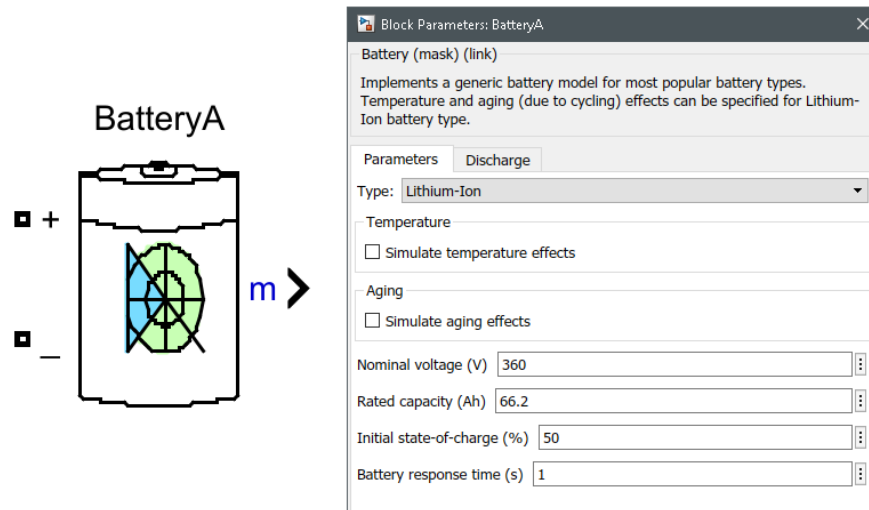 BatteryA
+
_
m
Block Parameters: BatteryA
Battery (mask) (link)
Implements a generic battery model for most popular battery types.
Temperature and aging (due to cycling) effects can be specified for Lithium-
Ion battery type.
Parameters Discharge
Type: Lithium-Ion
Temperature
Simulate temperature effects
Aging
Simulate aging effects
Nominal voltage (V) 360
Rated capacity (Ah) 66.2
Initial state-of-charge (%) 50
Battery response time (s) 1